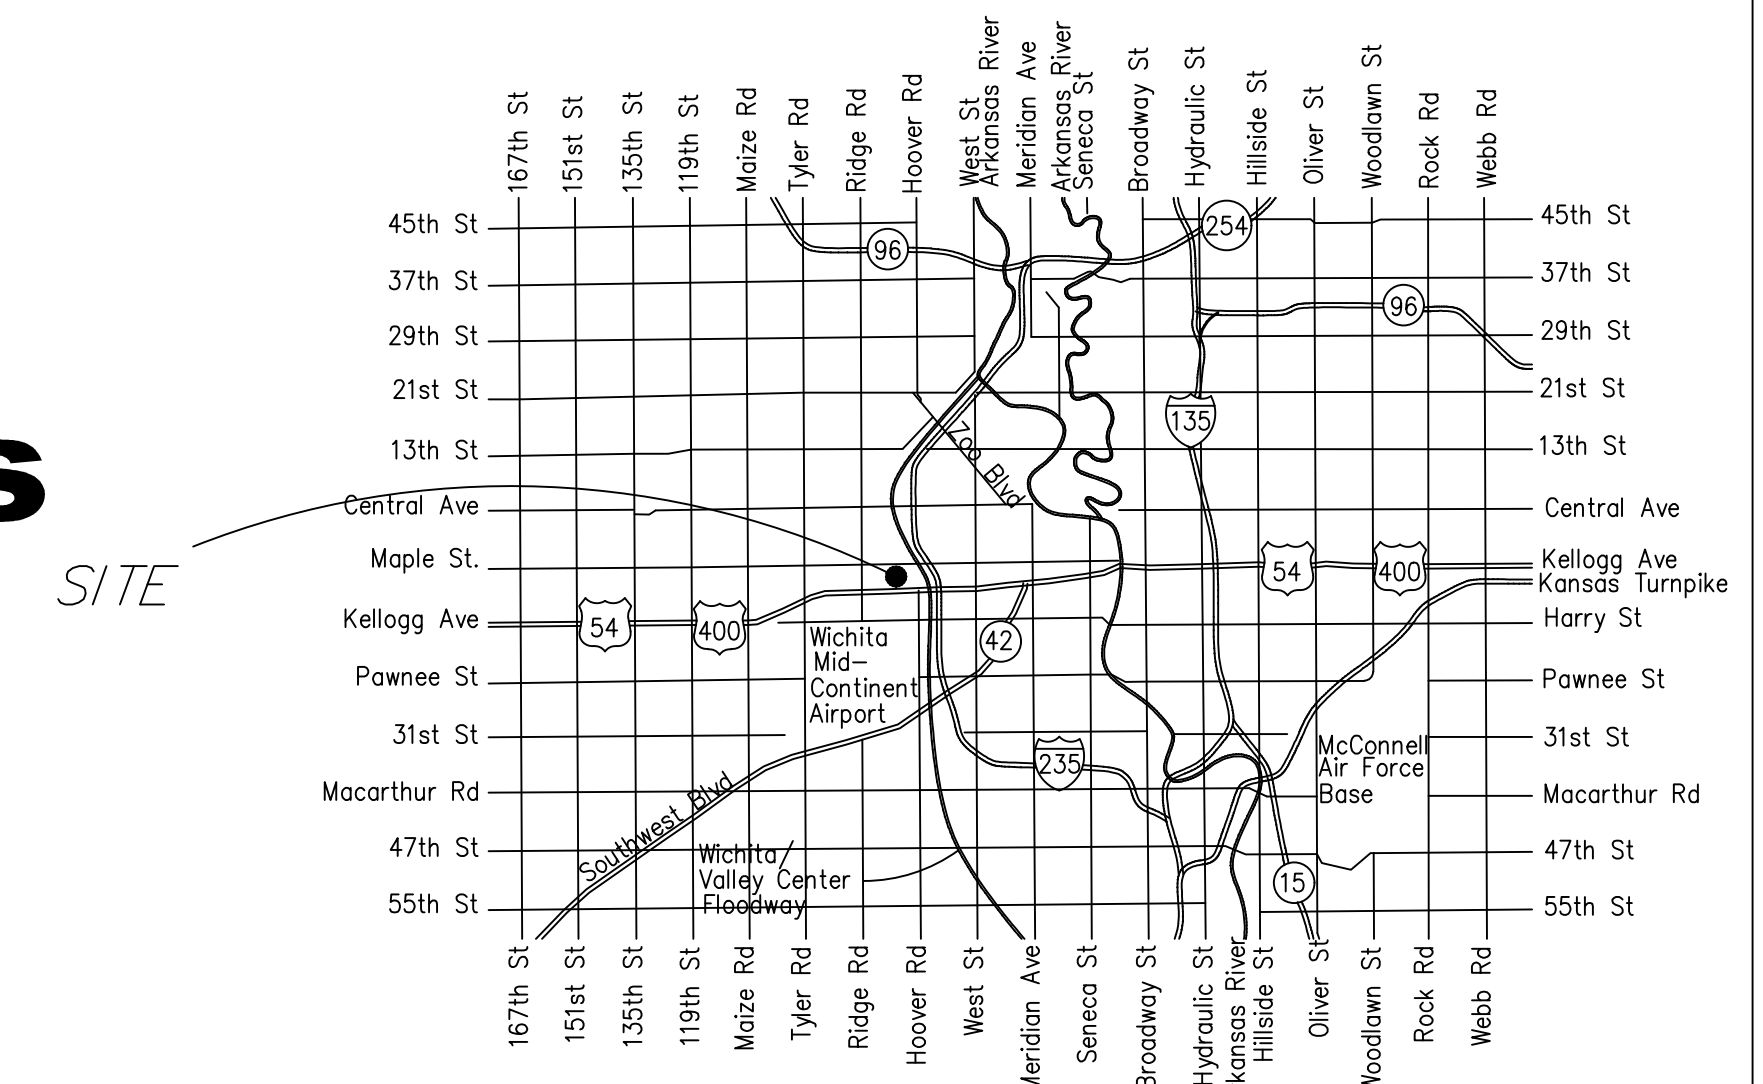 167th St
151st St
135th St
119th St
Maize Rd
Tyler Rd
Ridge Rd
Hoover Rd
West St
Arkansas River
Meridian Ave
Arkansas River
Seneca St
Broadway St
Hydraulic St
Hillside St
Oliver St
Woodlawn St
Rock Rd
Webb Rd
45th St
254
45th St
96
37th St
37th St
96
29th St
29th St
21st St
21st St
135
Zoo Blvd
13th St
13th St
s
Central Ave
Central Ave
SITE
Maple St.
54
400
Kellogg Ave
Kansas Turnpike
Kellogg Ave
54
400
Harry St
Wichita
Mid-
Continent
Airport
42
Pawnee St
Pawnee St
31st St
31st St
235
McConnell
Air Force
Base
Macarthur Rd
Macarthur Rd
Southwest Blvd
47th St
47th St
Wichita/
Valley Center
Floodway
15
55th St
55th St
167th St
151st St
135th St
119th St
Maize Rd
Tyler Rd
Ridge Rd
Hoover Rd
West St
Meridian Ave
Seneca St
Broadway St
Hydraulic St
kansas River
Hillside St
Oliver St
Woodlawn St
Rock Rd
Webb Rd